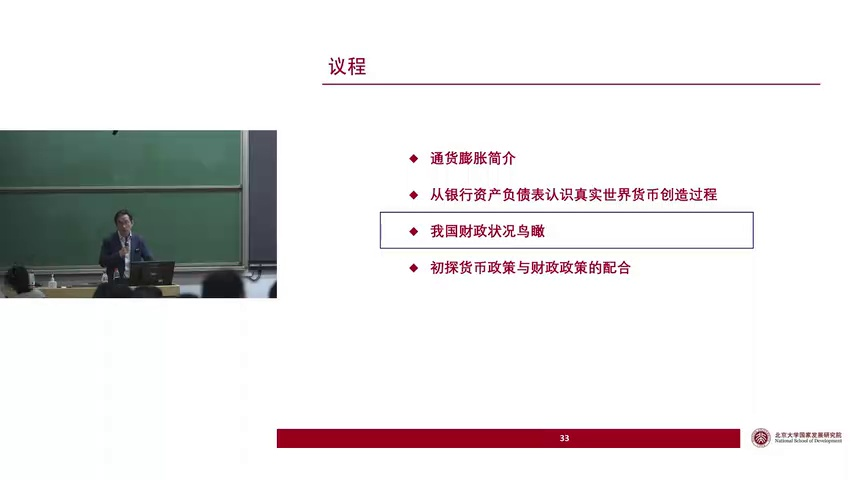 议程
◆ 通货膨胀简介
◆ 从银行资产负债表认识真实世界货币创造过程
◆ 我国财政状况鸟瞰
◆ 初探货币政策与财政政策的配合
33
北京大学国家发展研究院
National School of Development